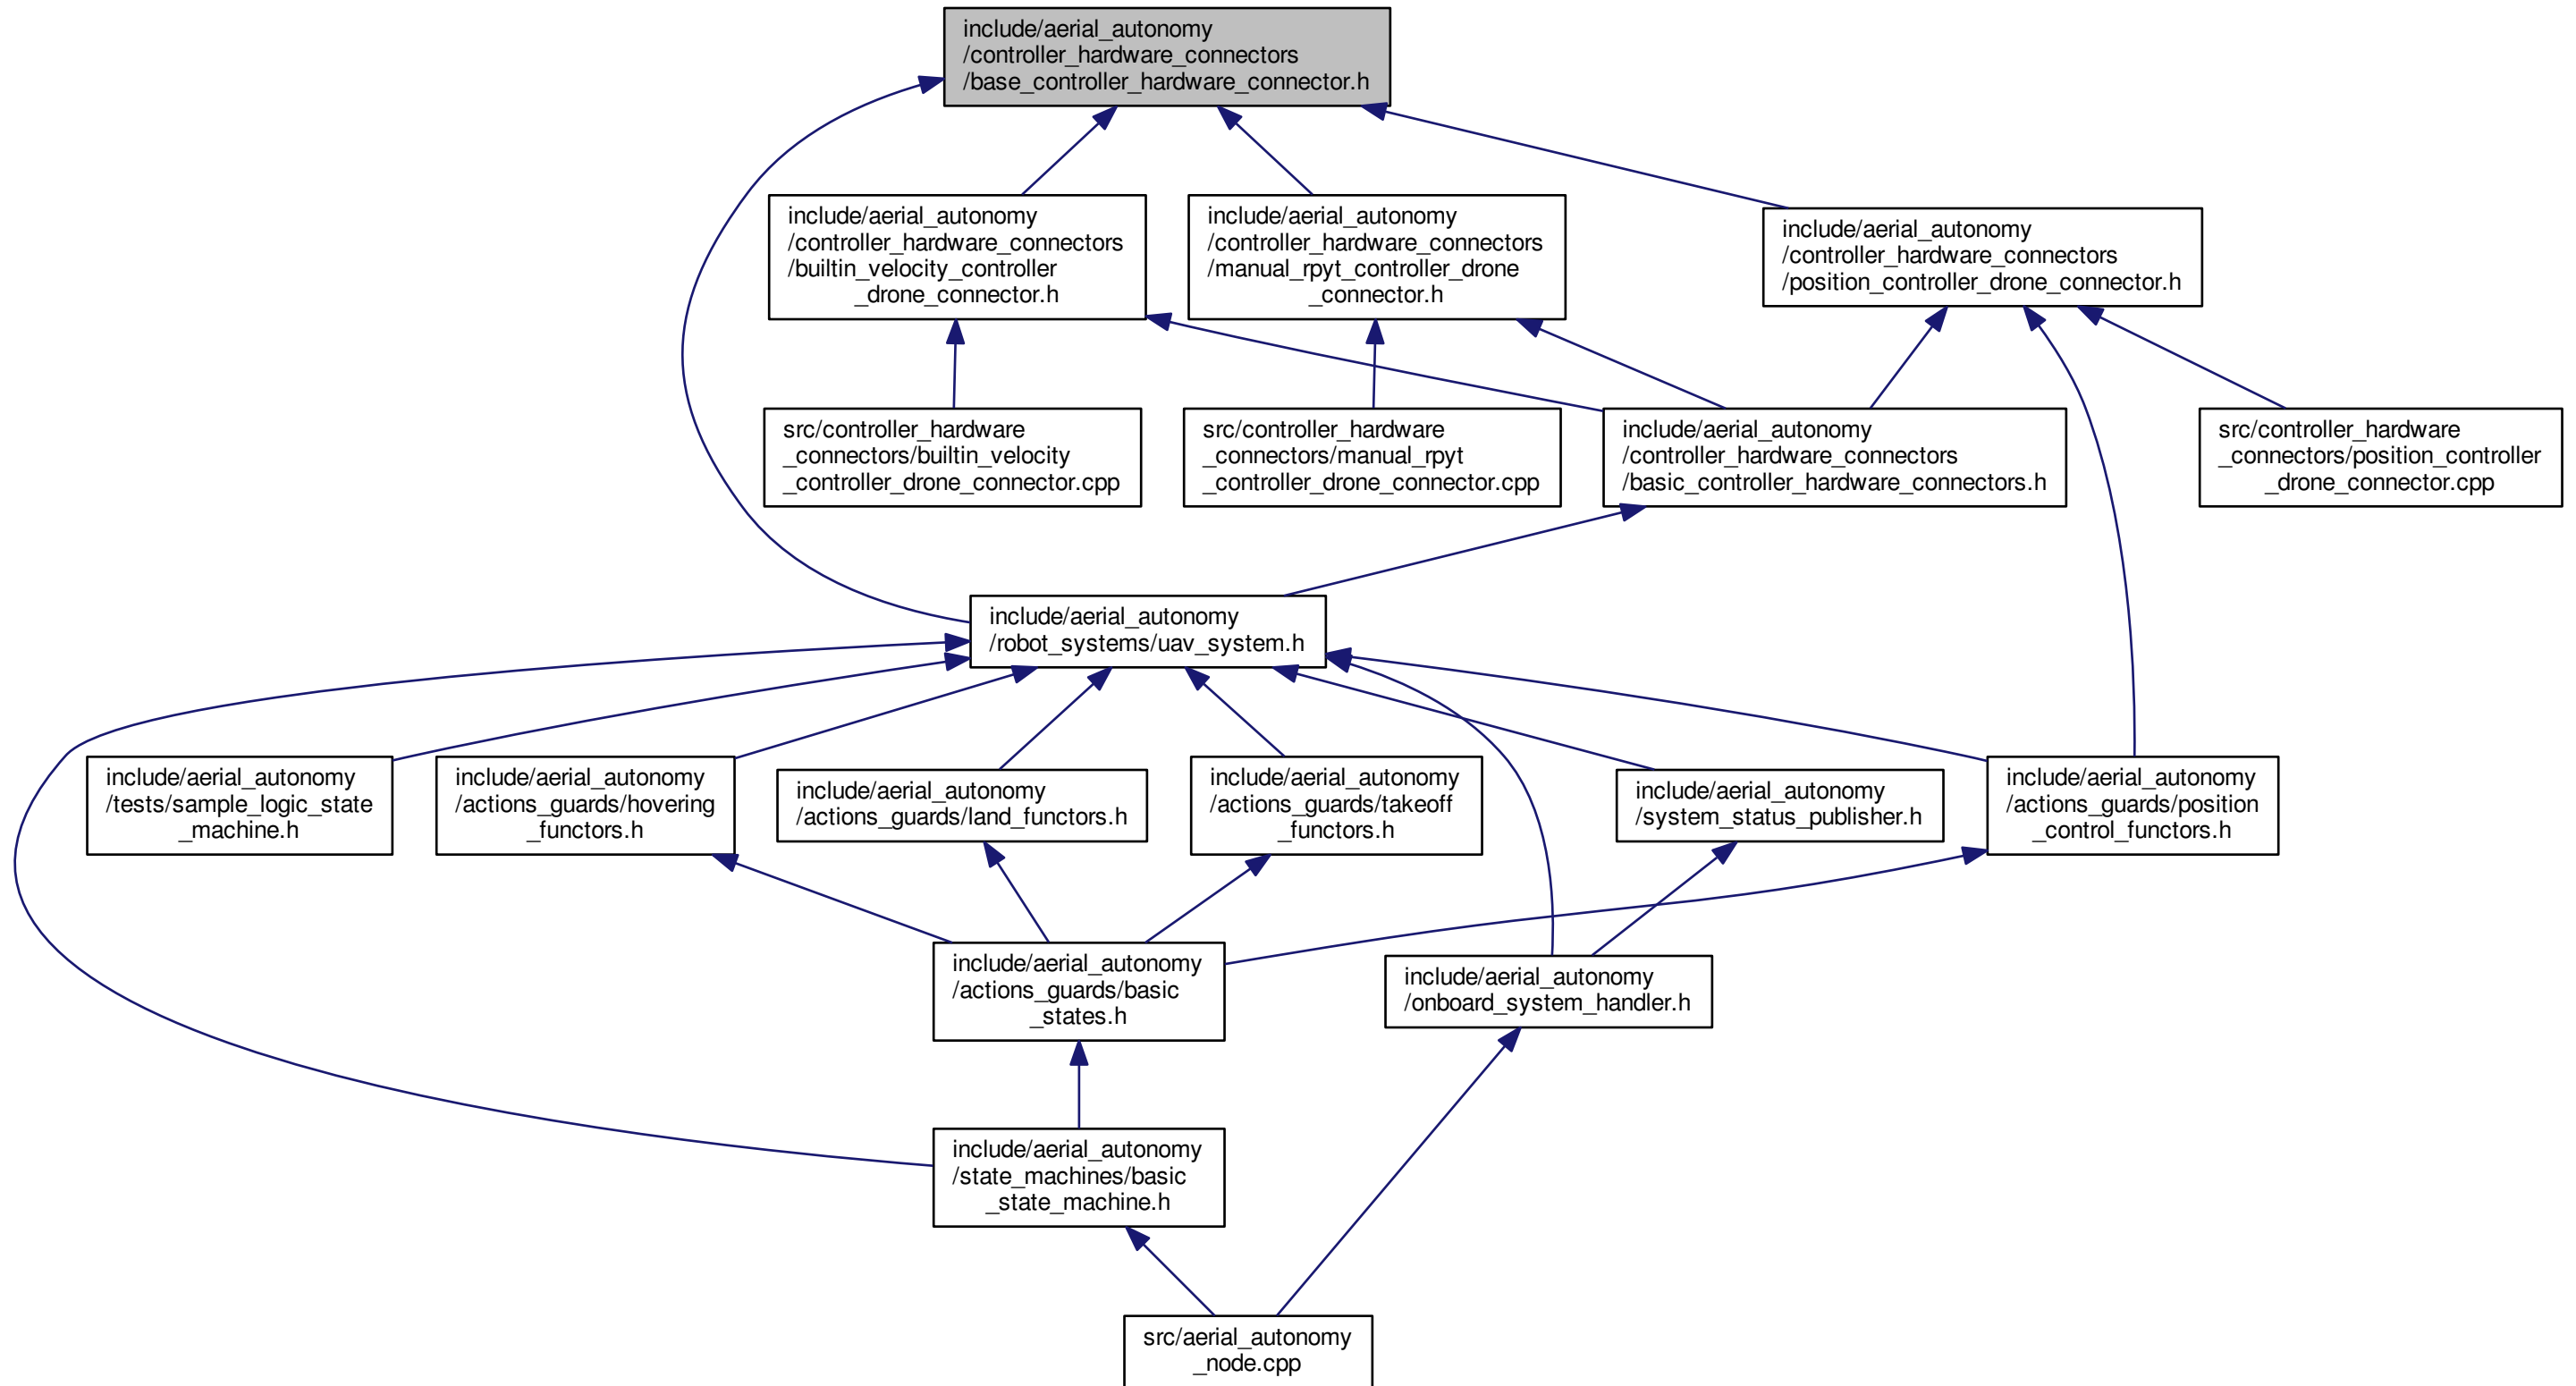 include/aerial_autonomy
/controller_hardware_connectors
/base_controller_hardware_connector.h
include/aerial_autonomy
/controller_hardware_connectors
/builtin_velocity_controller
_drone_connector.h
include/aerial_autonomy
/controller_hardware_connectors
/manual_rpyt_controller_drone
_connector.h
include/aerial_autonomy
/controller_hardware_connectors
/position_controller_drone_connector.h
src/controller_hardware
_connectors/builtin_velocity
_controller_drone_connector.cpp
src/controller_hardware
_connectors/manual_rpyt
_controller_drone_connector.cpp
include/aerial_autonomy
/controller_hardware_connectors
/basic_controller_hardware_connectors.h
src/controller_hardware
_connectors/position_controller
_drone_connector.cpp
include/aerial_autonomy
/robot_systems/uav_system.h
include/aerial_autonomy
/tests/sample_logic_state
_machine.h
include/aerial_autonomy
/actions_guards/hovering
_functors.h
include/aerial_autonomy
/actions_guards/land_functors.h
include/aerial_autonomy
/actions_guards/takeoff
_functors.h
include/aerial_autonomy
/system_status_publisher.h
include/aerial_autonomy
/actions_guards/position
_control_functors.h
include/aerial_autonomy
/actions_guards/basic
_states.h
include/aerial_autonomy
/onboard_system_handler.h
include/aerial_autonomy
/state_machines/basic
_state_machine.h
src/aerial_autonomy
_node.cpp